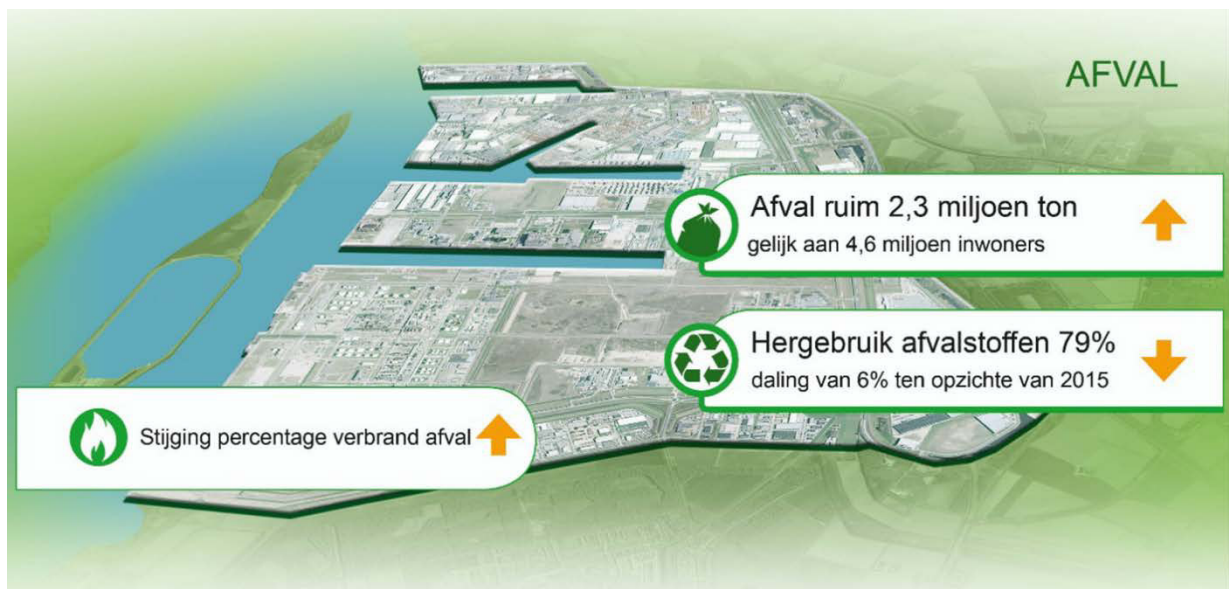 AFVAL
Afval ruim 2,3 miljoen ton
gelijk aan 4,6 miljoen inwoners
Hergebruik afvalstoffen 79%
daling van 6% ten opzichte van 2015
Stijging percentage verbrand afval